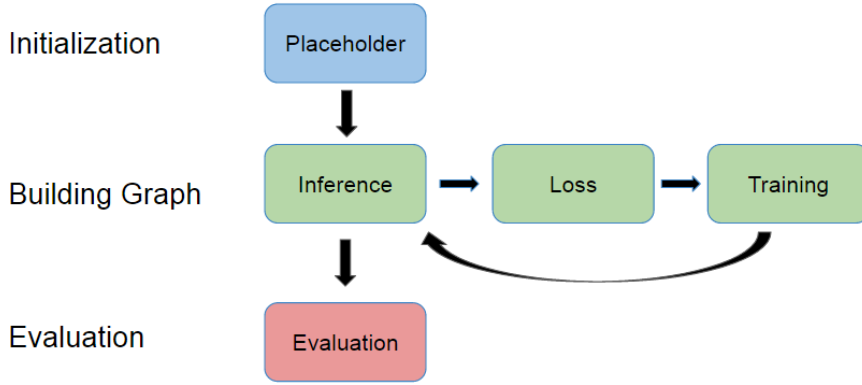 Initialization
Placeholder
Building Graph
Inference
Loss
Training
Evaluation
Evaluation